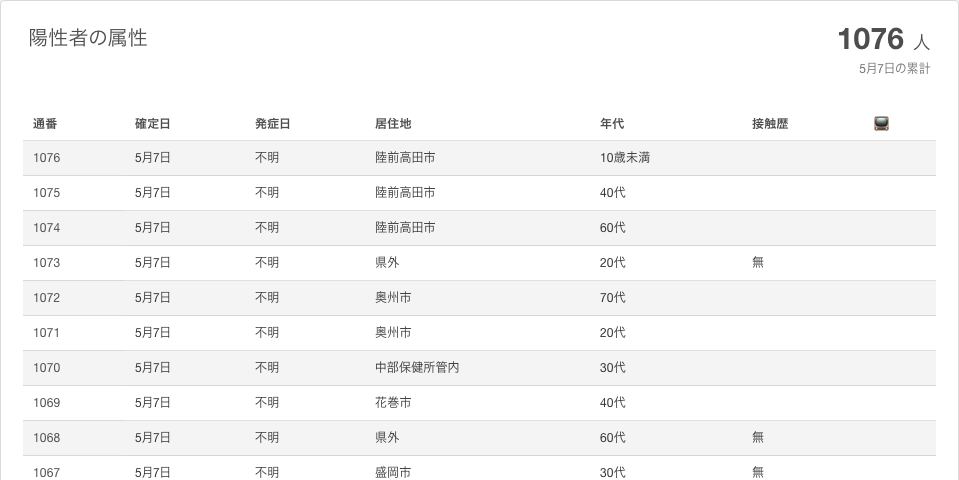 陽性者の属性
1076 人
5月7日の累計
通番 確定日 発症日 居住地 年代 接触歴
1076 5月7日 不明 陸前高田市 10歳未満
1075 5月7日 不明 陸前高田市 40代
1074 5月7日 不明 陸前高田市 60代
1073 5月7日 不明 県外 20代 無
1072 5月7日 不明 奥州市 70代
1071 5月7日 不明 奥州市 20代
1070 5月7日 不明 中部保健所管内 30代
1069 5月7日 不明 花巻市 40代
1068 5月7日 不明 県外 60代 無
1067 5月7日 不明 盛岡市 30代 無